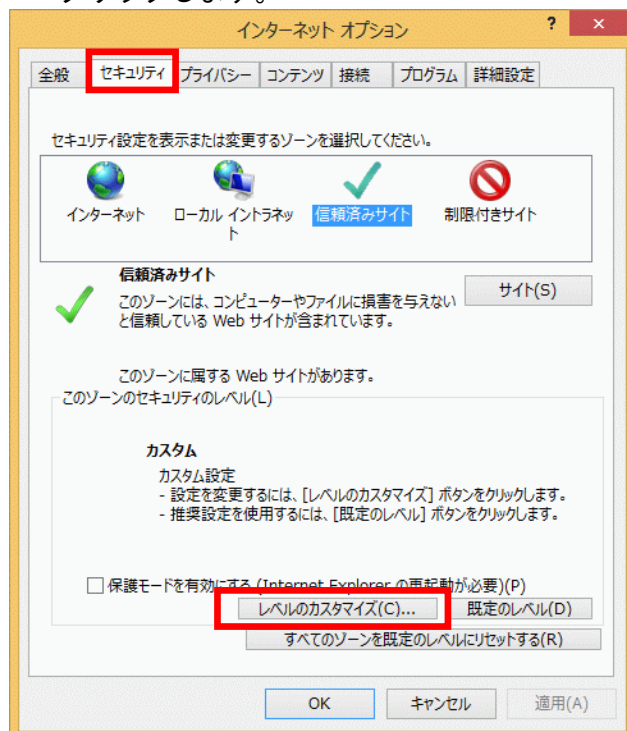 クリックします。
インターネット オプション ? ×
全般 セキュリティ プライバシー コンテンツ 接続 プログラム 詳細設定
セキュリティ設定を表示または変更するゾーンを選択してください。
インターネット ローカル イントラネッ 信頼済みサイト 制限付きサイト
ト
信頼済みサイト
サイト(S)
このゾーンには、コンピューターやファイルに損害を与えない
と信頼している Web サイトが含まれています。
このゾーンに属する Web サイトがあります。
このゾーンのセキュリティのレベル(L)
カスタム
カスタム設定
- 設定を変更するには、[レベルのカスタマイズ] ボタンをクリックします。
- 推奨設定を使用するには、[既定のレベル] ボタンをクリックします。
保護モードを有効にする (Internet Explorer の再起動が必要)(P)
レベルのカスタマイズ(C)... 既定のレベル(D)
すべてのゾーンを既定のレベルにリセットする(R)
OK キャンセル 適用(A)